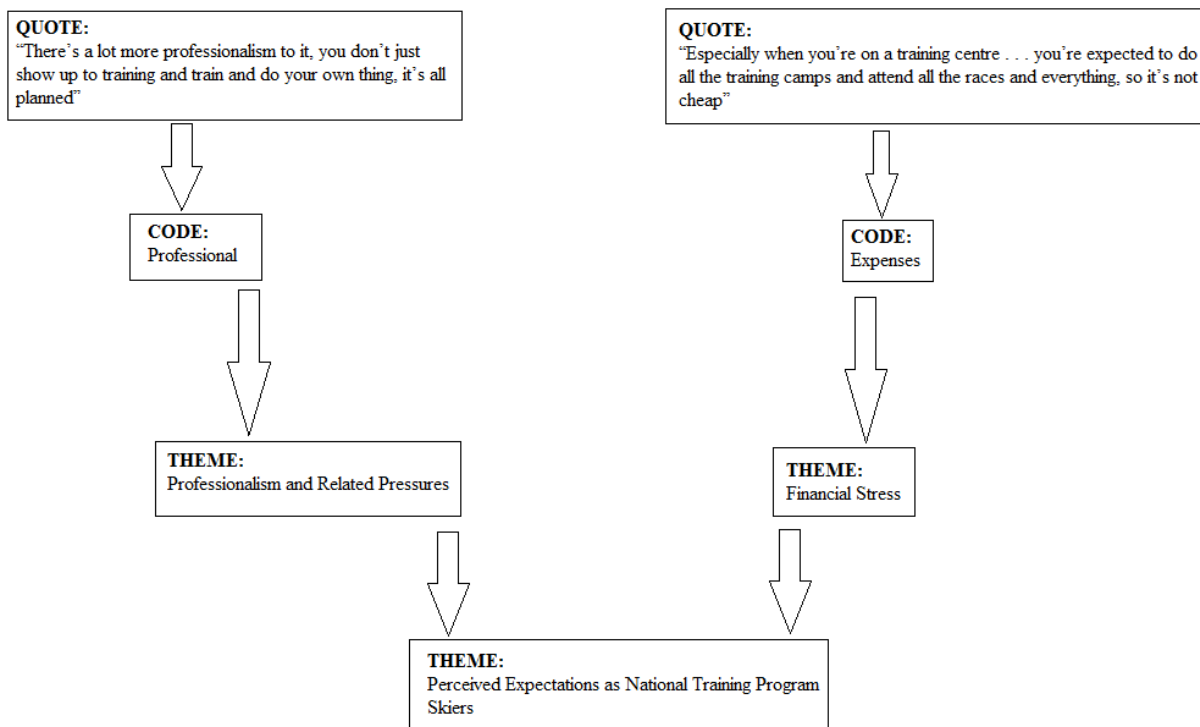 QUOTE:
“There’s a lot more professionalism to it, you don’t just
show up to training and train and do your own thing, it’s all
planned”
QUOTE:
“Especially when you’re on a training centre . . . you’re expected to do
all the training camps and attend all the races and everything, so it’s not
cheap”
CODE:
Professional
CODE:
Expenses
THEME:
Professionalism and Related Pressures
THEME:
Financial Stress
THEME:
Perceived Expectations as National Training Program
Skiers